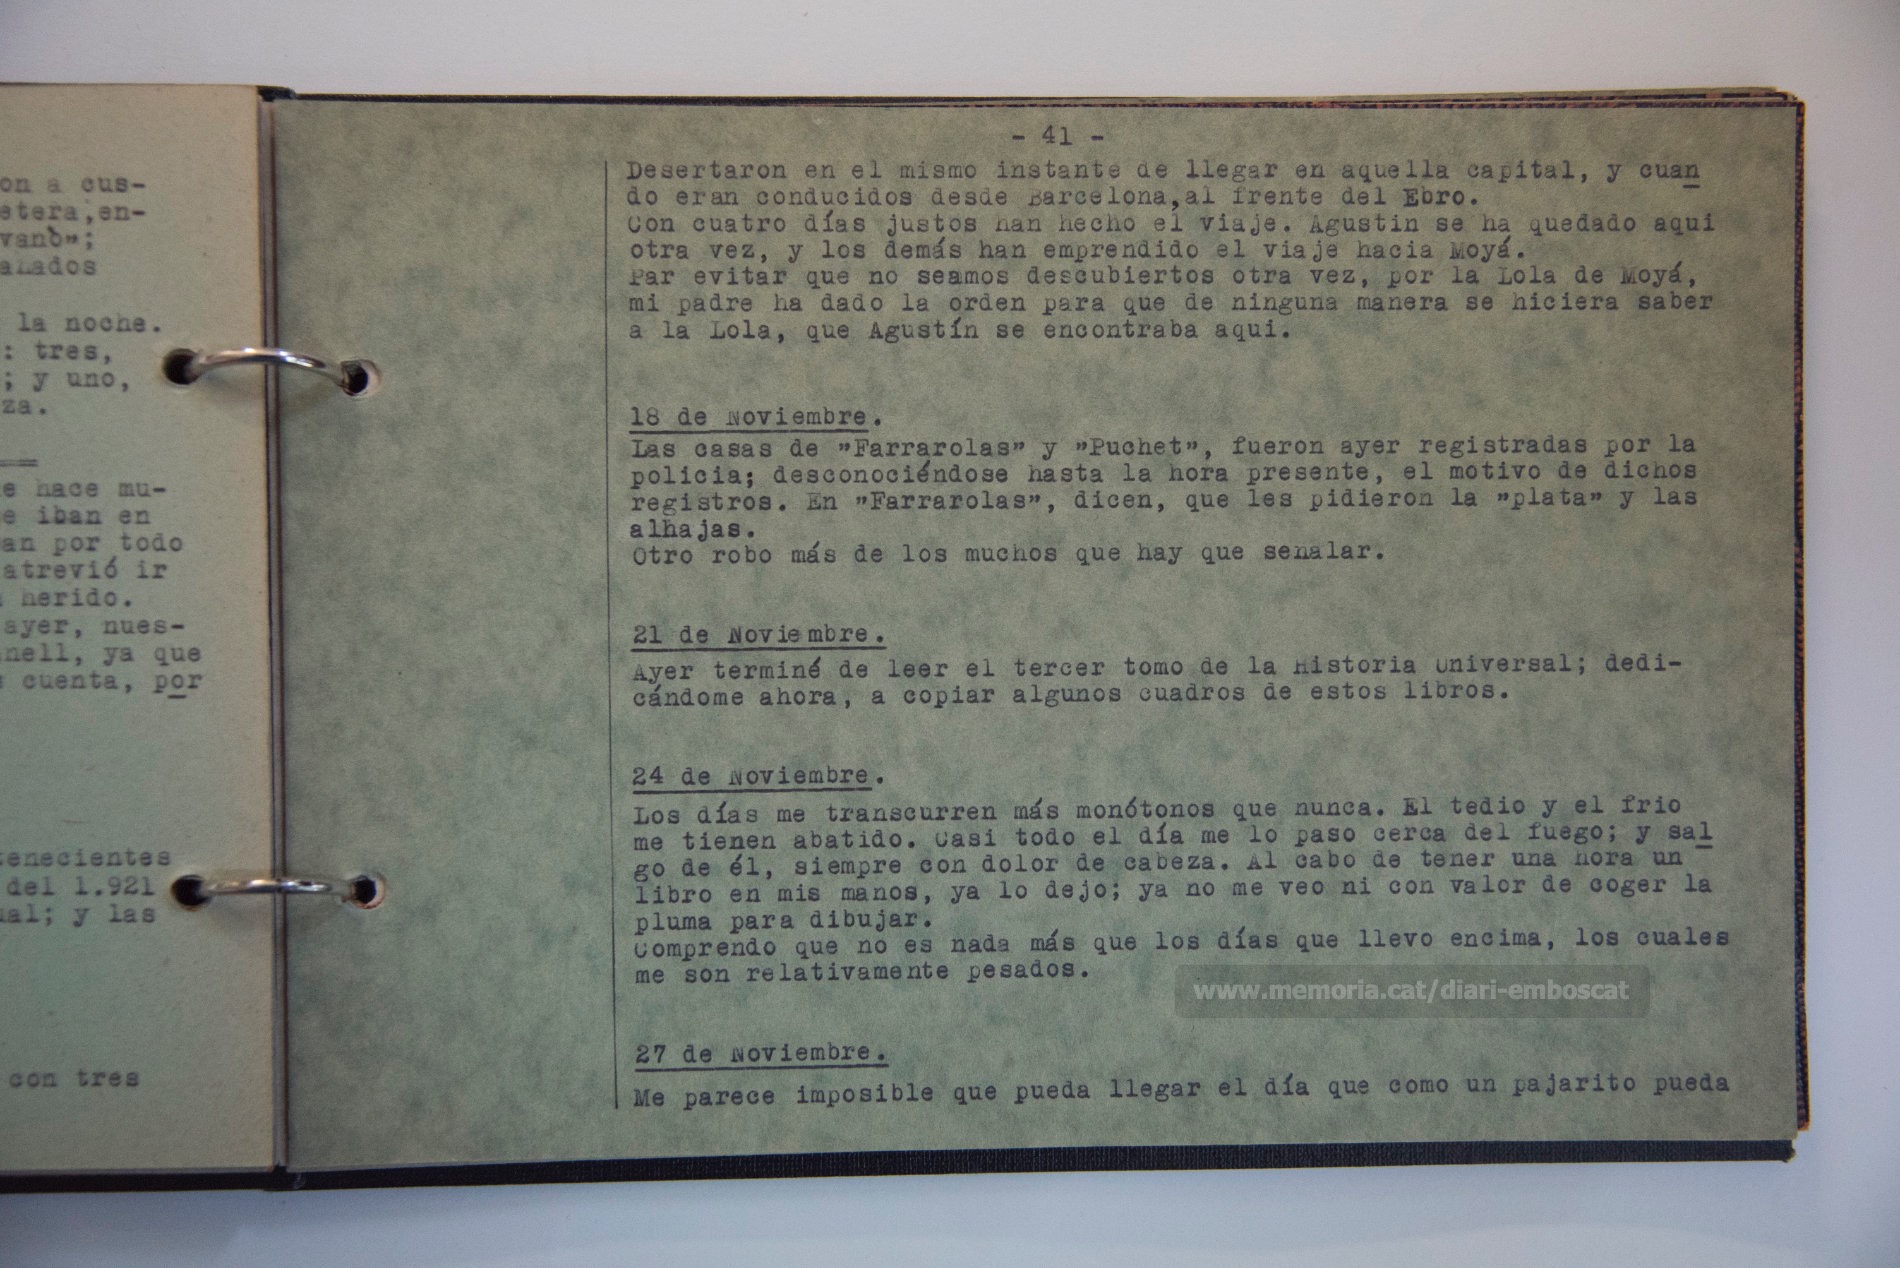 on a cus-
etera,en-
vanò";
la noche.
: tres,
; y uno,
za.
e hace mu-
e iban en
an por todo
atrevió ir
herido.
ayer, nues-
nell, ya que
cuenta, por
tenecientes
del 1.921
ual; y las
con tres
- 41 -
Desertaron en el mismo instante de llegar en aquella capital, y cuan
do eran conducidos desde Barcelona,al frente del Ebro.
Con cuatro días justos han hecho el viaje. Agustin se ha quedado aqui
otra vez, y los demás han emprendido el viaje hacia Moyá.
Par evitar que no seamos descubiertos otra vez, por la Lola de Moyá,
mi padre ha dado la orden para que de ninguna manera se hiciera saber
a la Lola, que Agustín se encontraba aqui.
18 de Noviembre.
Las casas de "Farrarolas" y "Puchet", fueron ayer registradas por la
policia; desconociéndose hasta la hora presente, el motivo de dichos
registros. En "Farrarolas", dicen, que les pidieron la "plata" y las
alhajas.
Otro robo más de los muchos que hay que senalar.
21 de Noviembre.
Ayer terminé de leer el tercer tomo de la Historia Universal; dedi-
cándome ahora, a copiar algunos cuadros de estos libros.
24 de Noviembre.
Los días me transcurren más monótonos que nunca. El tedio y el frio
me tienen abatido. Casi todo el día me lo paso cerca del fuego; y sal
go de él, siempre con dolor de cabeza. Al cabo de tener una hora un
libro en mis manos, ya lo dejo; ya no me veo ni con valor de coger la
pluma para dibujar.
Comprendo que no es nada más que los días que llevo encima, los cuales
me son relativamente pesados.
www.memoria.cat/diari-emboscat
27 de Noviembre.
Me parece imposible que pueda llegar el día que como un pajarito pueda